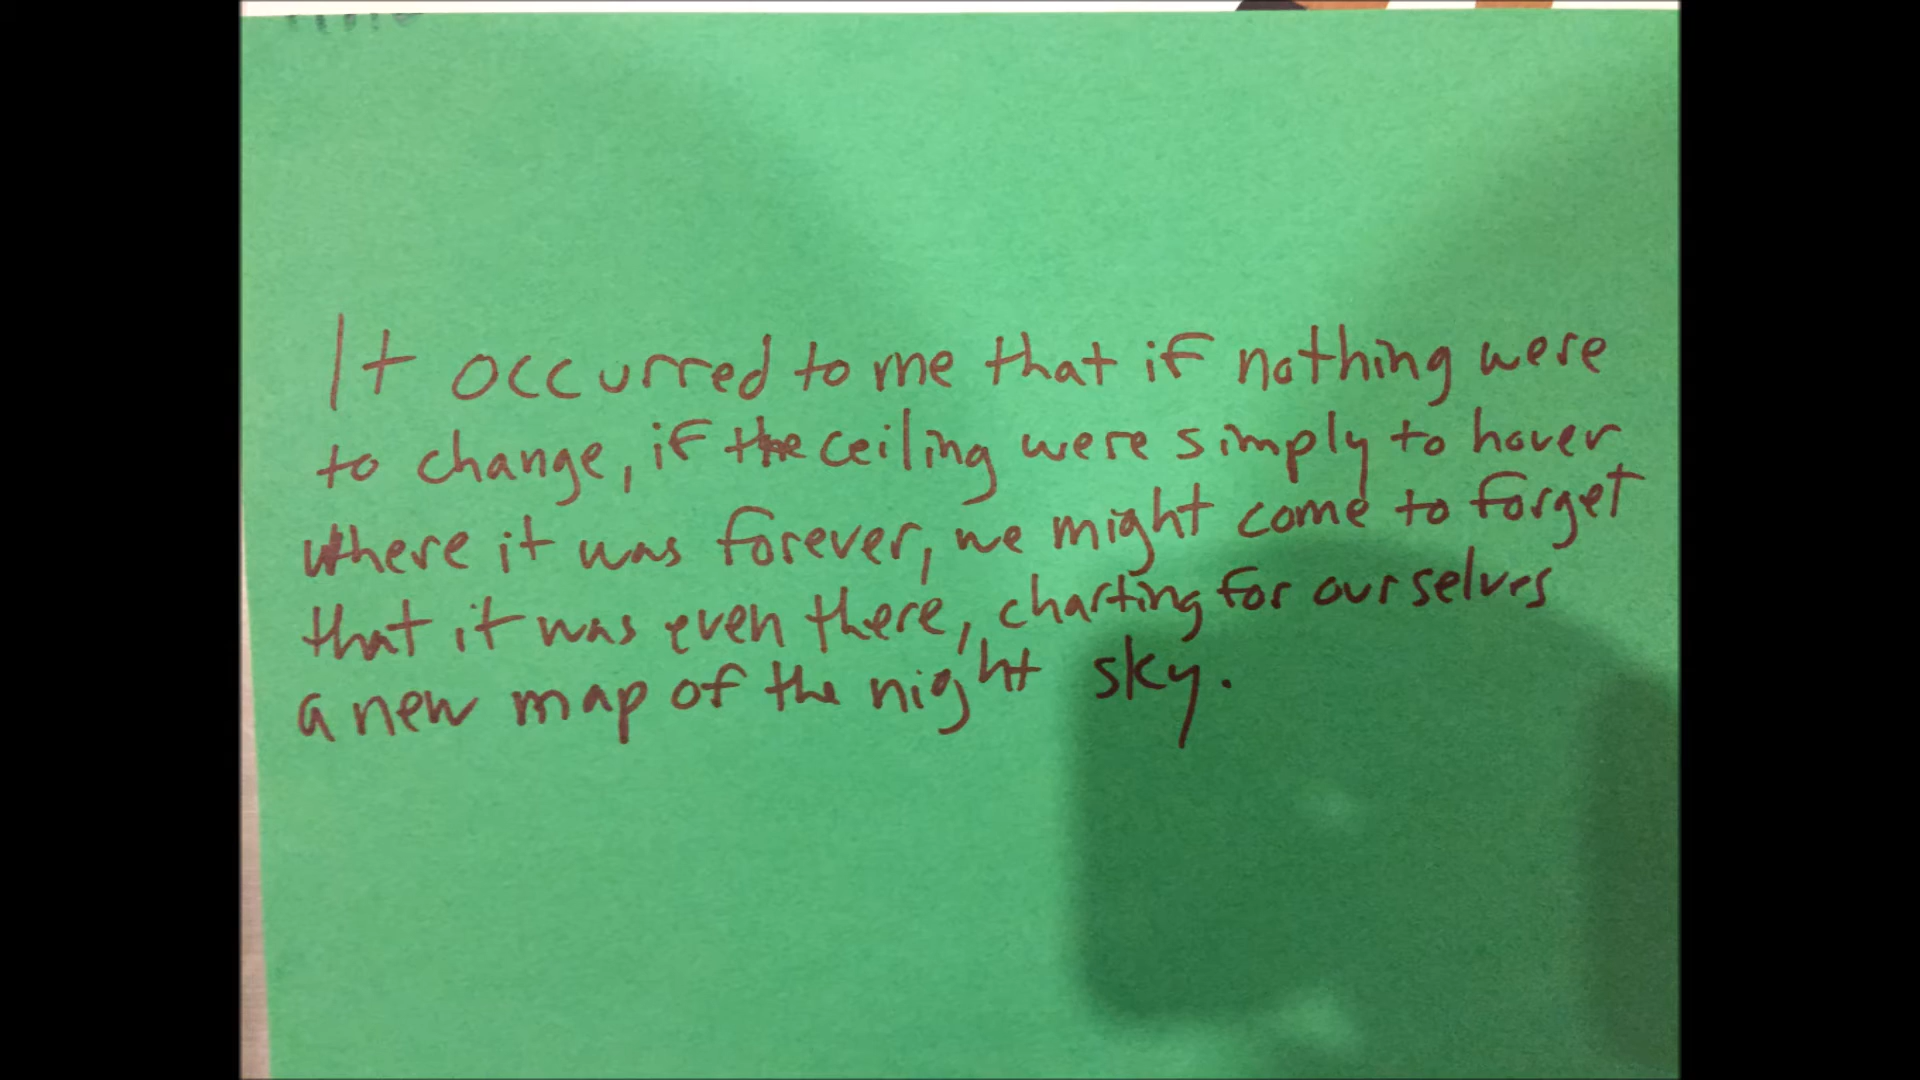 It occurred to me that if nothing were
to change, if the ceiling were simply to hover
where it was forever, we might come to forget
that it was even there, charting for ourselves
a new map of the night sky.